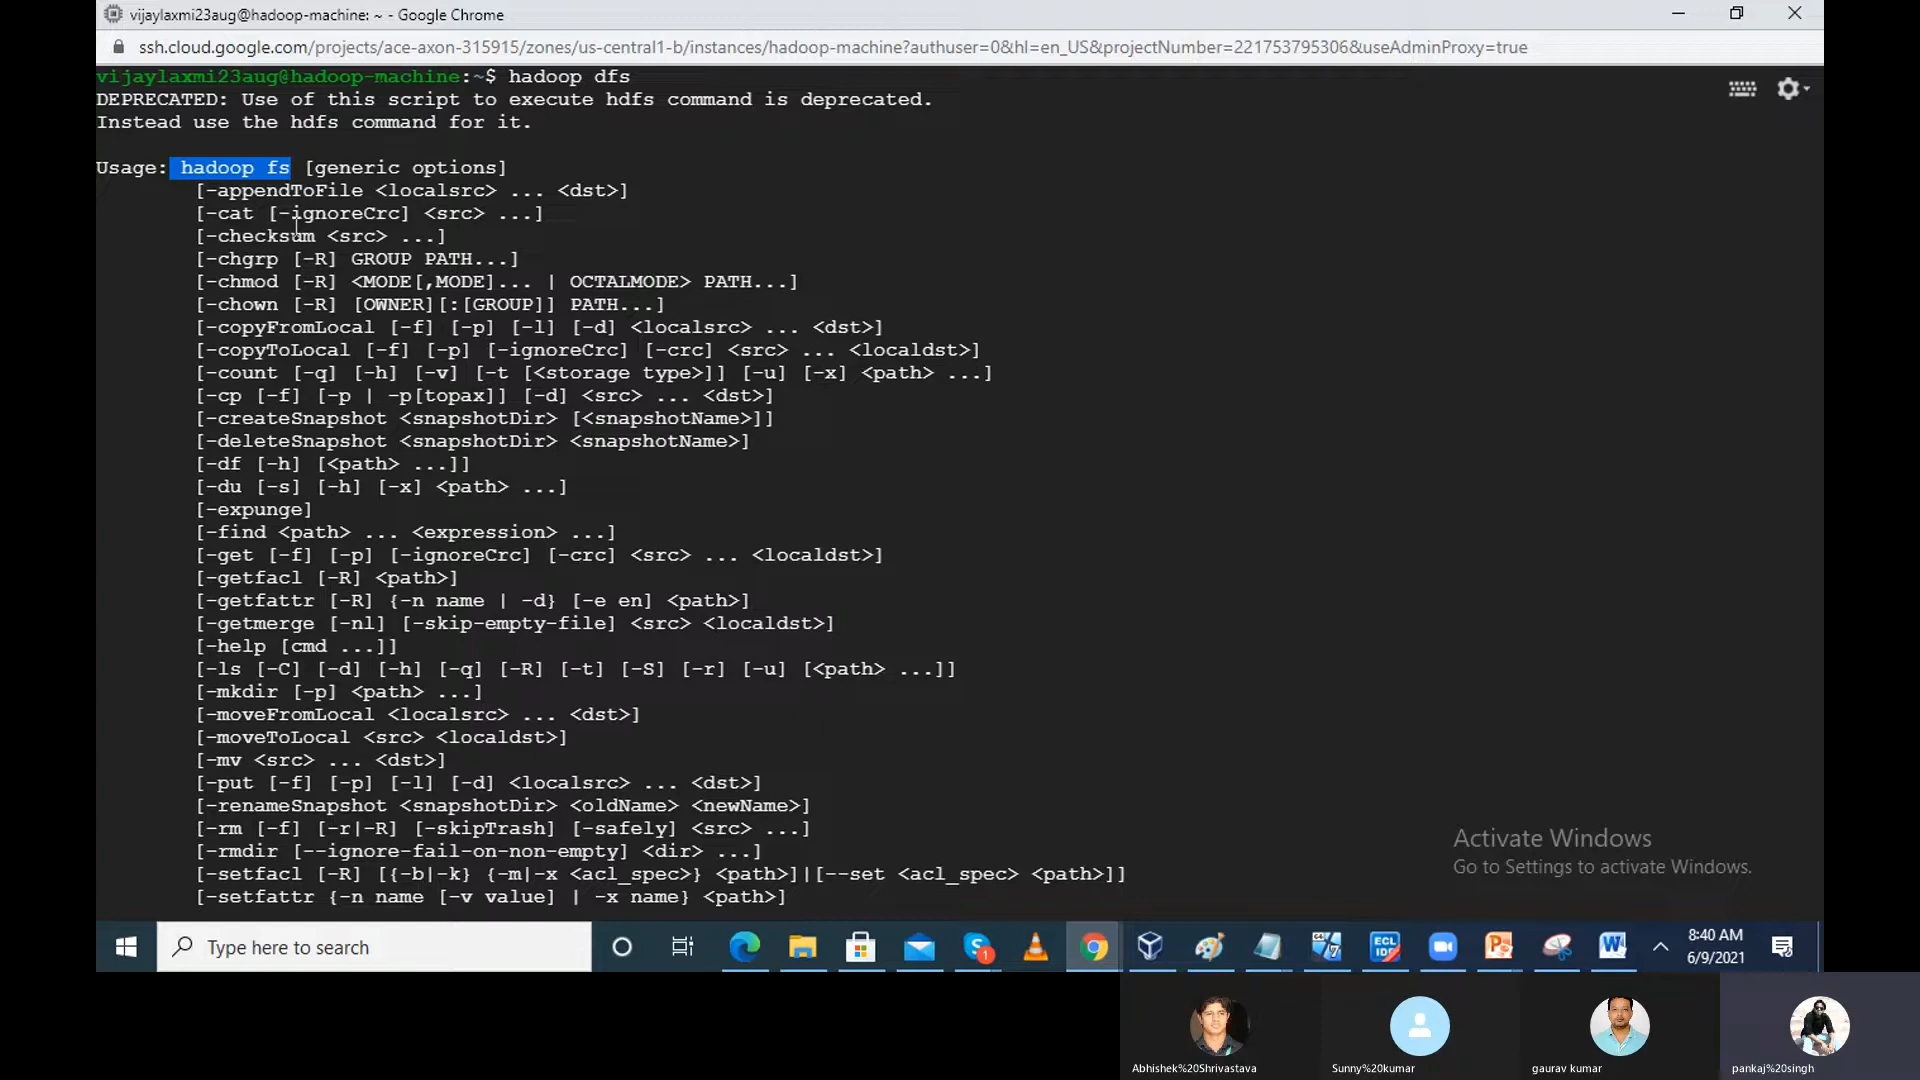 vijaylaxmi23aug@hadoop-machine: ~ - Google Chrome
ssh.cloud.google.com/projects/ace-axon-315915/zones/us-central1-b/instances/hadoop-machine?authuser=0&hl=en_US&projectNumber=221753795306&useAdminProxy=true
vijaylaxmi23aug@hadoop-machine:~$ hadoop dfs
DEPRECATED: Use of this script to execute hdfs command is deprecated.
Instead use the hdfs command for it.
Usage: hadoop fs [generic options]
[-appendToFile <localsrc> ... <dst>]
[-cat [-ignoreCrc] <src> ...]
[-checksum <src> ...]
[-chgrp [-R] GROUP PATH...]
[-chmod [-R] <MODE[,MODE]... | OCTALMODE> PATH...]
[-chown [-R] [OWNER][:[GROUP]] PATH...]
[-copyFromLocal [-f] [-p] [-l] [-d] <localsrc> ... <dst>]
[-copyToLocal [-f] [-p] [-ignoreCrc] [-crc] <src> ... <localdst>]
[-count [-q] [-h] [-v] [-t [<storage type>]] [-u] [-x] <path> ...]
[-cp [-f] [-p | -p[topax]] [-d] <src> ... <dst>]
[-createSnapshot <snapshotDir> [<snapshotName>]]
[-deleteSnapshot <snapshotDir> <snapshotName>]
[-df [-h] [<path> ...]]
[-du [-s] [-h] [-x] <path> ...]
[-expunge]
[-find <path> ... <expression> ...]
[-get [-f] [-p] [-ignoreCrc] [-crc] <src> ... <localdst>]
[-getfacl [-R] <path>]
[-getfattr [-R] {-n name | -d} [-e en] <path>]
[-getmerge [-nl] [-skip-empty-file] <src> <localdst>]
[-help [cmd ...]]
[-ls [-C] [-d] [-h] [-q] [-R] [-t] [-S] [-r] [-u] [<path> ...]]
[-mkdir [-p] <path> ...]
[-moveFromLocal <localsrc> ... <dst>]
[-moveToLocal <src> <localdst>]
[-mv <src> ... <dst>]
[-put [-f] [-p] [-l] [-d] <localsrc> ... <dst>]
[-renameSnapshot <snapshotDir> <oldName> <newName>]
[-rm [-f] [-r|-R] [-skipTrash] [-safely] <src> ...]
[-rmdir [--ignore-fail-on-non-empty] <dir> ...]
[-setfacl [-R] [{-b|-k} {-m|-x <acl_spec>} <path>]|[--set <acl_spec> <path>]]
[-setfattr {-n name [-v value] | -x name} <path>]
Activate Windows
Go to Settings to activate Windows.
Type here to search
1
64
7
ECL
IDE
P
W
8:40 AM
6/9/2021
Abhishek%20Shrivastava
Sunny%20kumar
gaurav kumar
pankaj%20singh